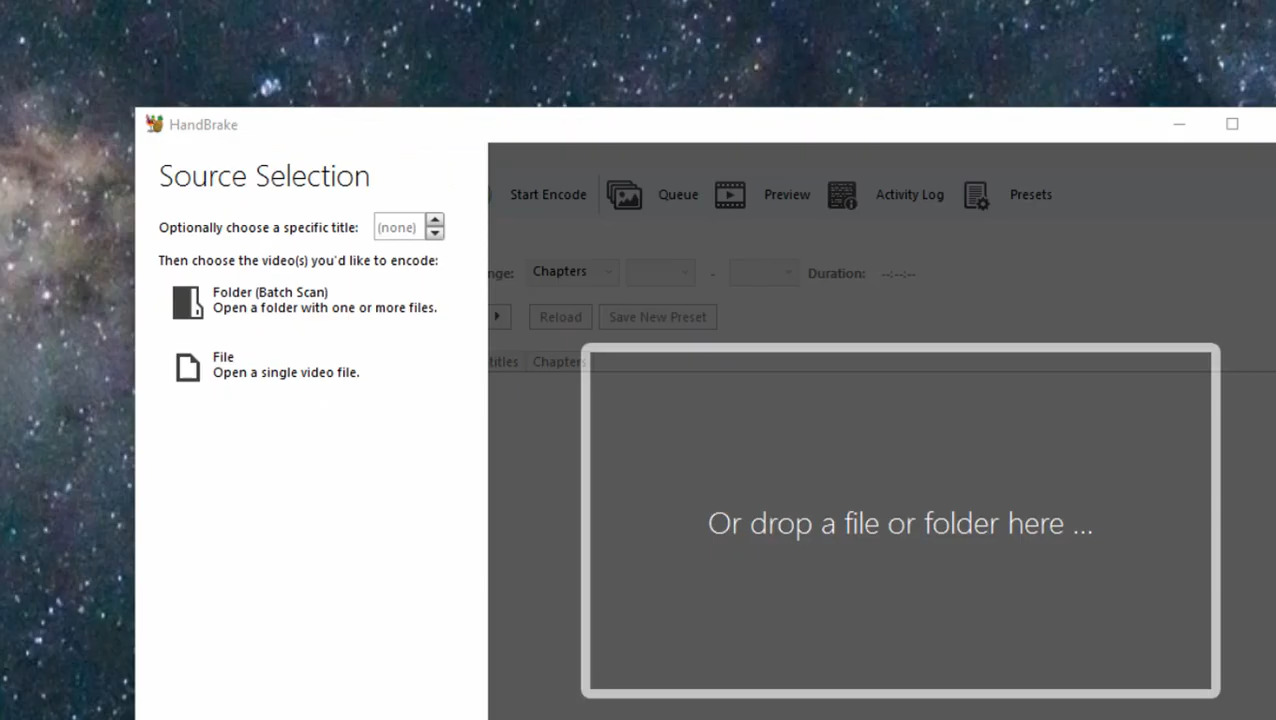 HandBrake
Source Selection
Optionally choose a specific title: (none)
Then choose the video(s) you'd like to encode:
Folder (Batch Scan)
Open a folder with one or more files.
File
Open a single video file.
Start Encode Queue Preview Activity Log Presets
nge: Chapters - Duration: --:--:--
Reload Save New Preset
titles Chapters
Or drop a file or folder here ...